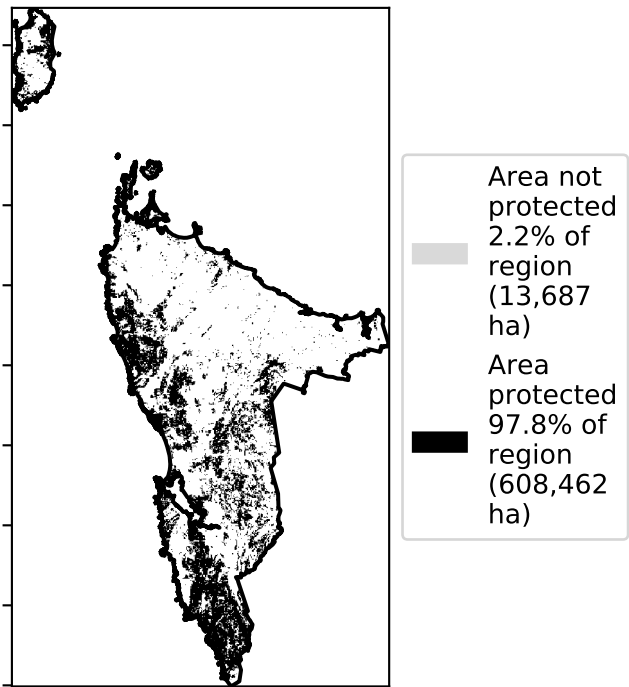 Area not
protected
2.2% of
region
(13,687
ha)
Area
protected
97.8% of
region
(608,462
ha)